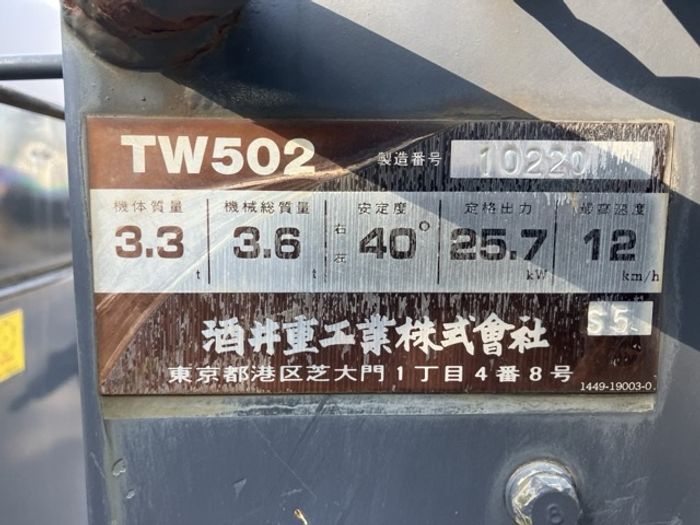 TW502 製造番号 10220
機体質量 機械総質量 安定度 定格出力 最高速度
3.3 t 3.6 t 右左 40° 25.7 kW 12 km/h
酒井重工業株式會社 S5
東京都港区芝大門1丁目4番8号 1449-19003-0